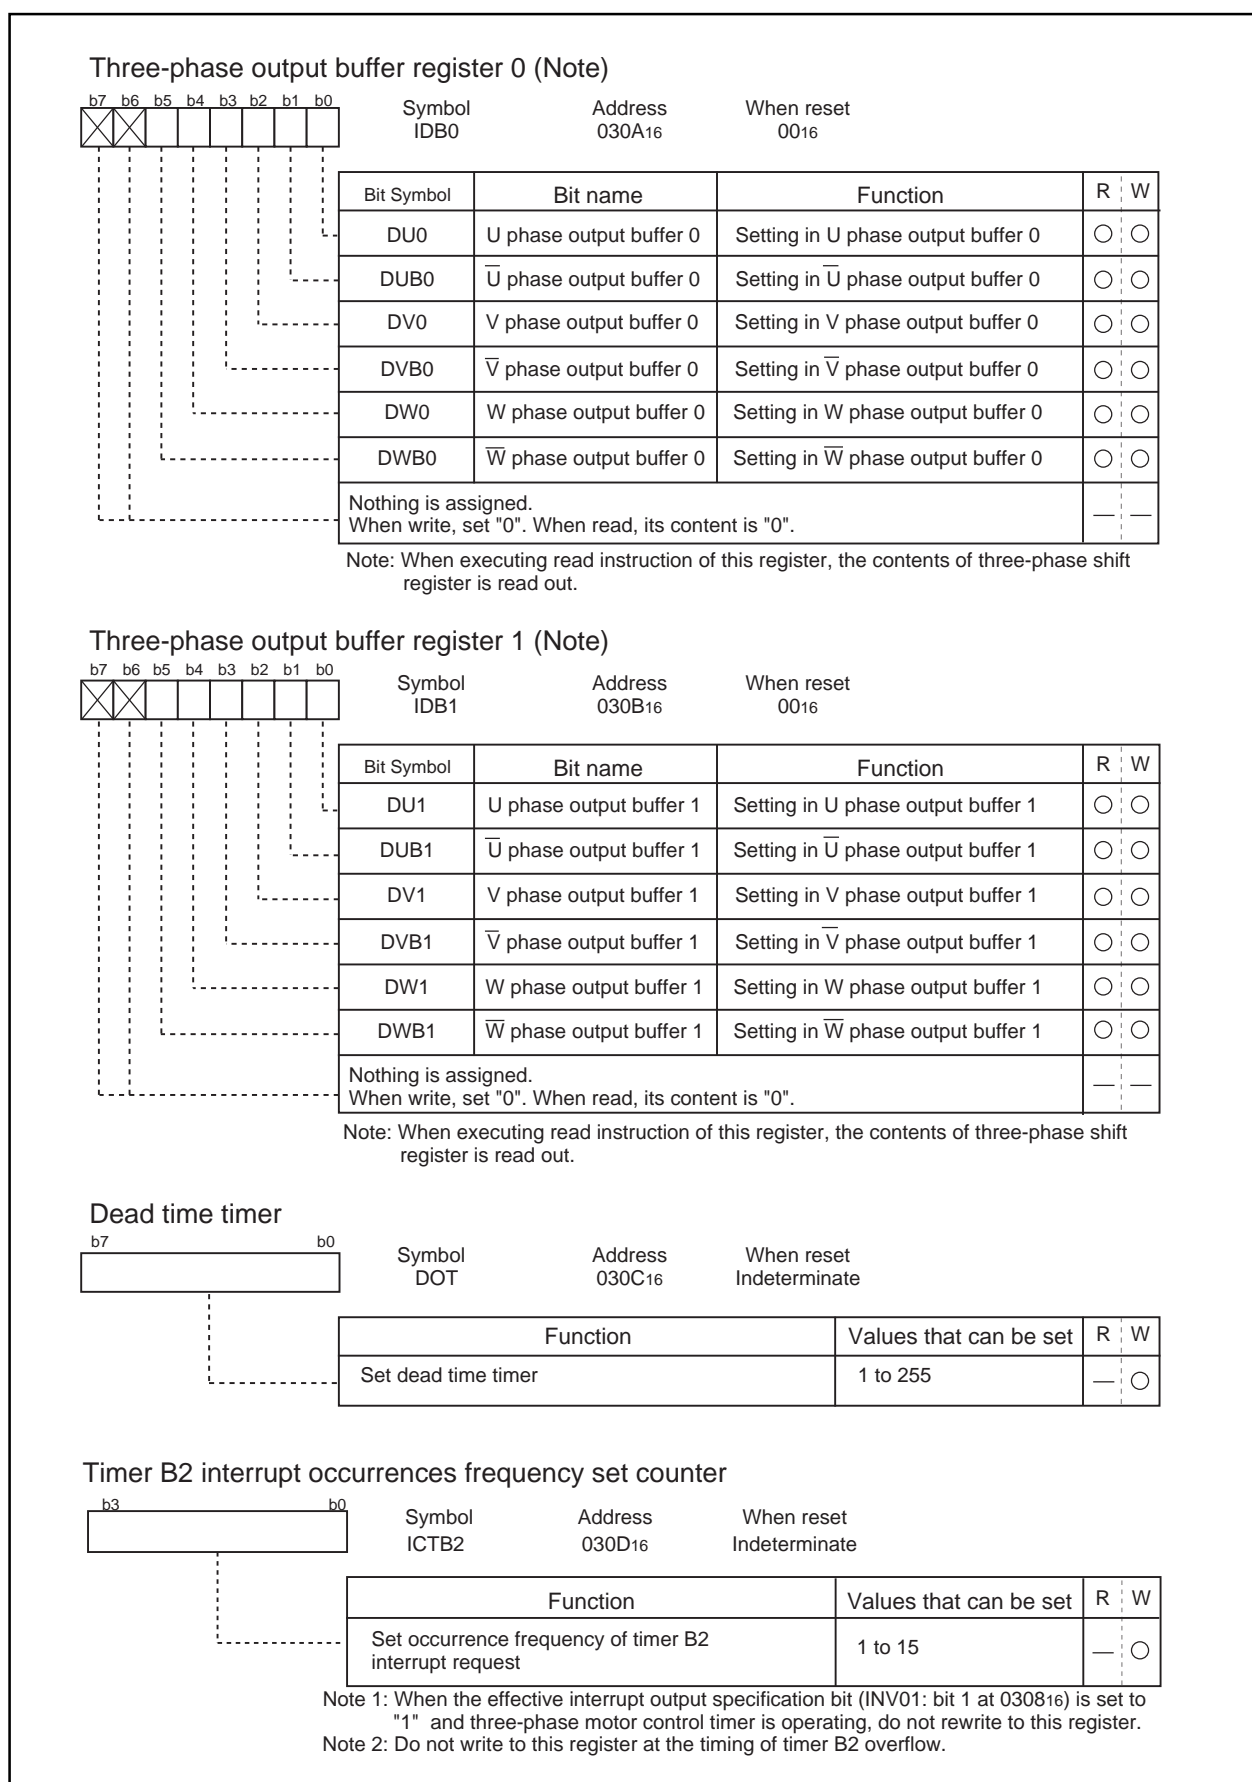 Three-phase output buffer register 0 (Note)
b7 b6 b5 b4 b3 b2 b1 b0
Symbol Address When reset
IDB0 030A16 0016
Bit Symbol Bit name Function R W
DU0 U phase output buffer 0 Setting in U phase output buffer 0
DUB0 U̅ phase output buffer 0 Setting in U̅ phase output buffer 0
DV0 V phase output buffer 0 Setting in V phase output buffer 0
DVB0 V̅ phase output buffer 0 Setting in V̅ phase output buffer 0
DW0 W phase output buffer 0 Setting in W phase output buffer 0
DWB0 W̅ phase output buffer 0 Setting in W̅ phase output buffer 0
Nothing is assigned.
When write, set "0". When read, its content is "0". — —
Note: When executing read instruction of this register, the contents of three-phase shift
register is read out.
Three-phase output buffer register 1 (Note)
b7 b6 b5 b4 b3 b2 b1 b0
Symbol Address When reset
IDB1 030B16 0016
Bit Symbol Bit name Function R W
DU1 U phase output buffer 1 Setting in U phase output buffer 1
DUB1 U̅ phase output buffer 1 Setting in U̅ phase output buffer 1
DV1 V phase output buffer 1 Setting in V phase output buffer 1
DVB1 V̅ phase output buffer 1 Setting in V̅ phase output buffer 1
DW1 W phase output buffer 1 Setting in W phase output buffer 1
DWB1 W̅ phase output buffer 1 Setting in W̅ phase output buffer 1
Nothing is assigned.
When write, set "0". When read, its content is "0". — —
Note: When executing read instruction of this register, the contents of three-phase shift
register is read out.
Dead time timer
b7 b0
Symbol Address When reset
DOT 030C16 Indeterminate
Function Values that can be set R W
Set dead time timer 1 to 255 —
Timer B2 interrupt occurrences frequency set counter
b3 b0
Symbol Address When reset
ICTB2 030D16 Indeterminate
Function Values that can be set R W
Set occurrence frequency of timer B2
interrupt request 1 to 15 —
Note 1: When the effective interrupt output specification bit (INV01: bit 1 at 030816) is set to
"1" and three-phase motor control timer is operating, do not rewrite to this register.
Note 2: Do not write to this register at the timing of timer B2 overflow.